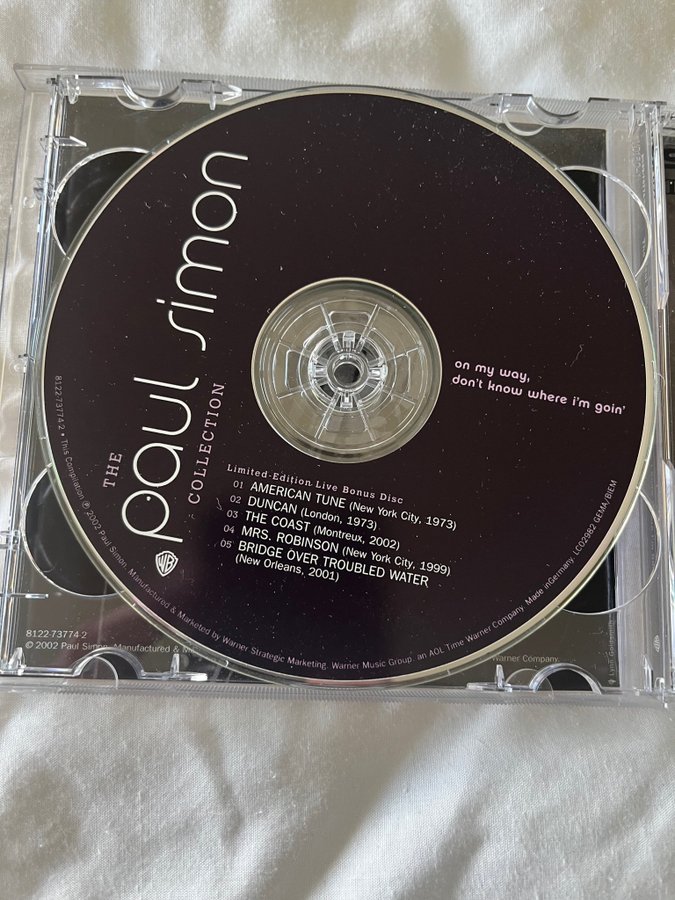 THE
paul simon
COLLECTION
on my way,
don't know where i'm goin'
Limited-Edition Live Bonus Disc
01 AMERICAN TUNE (New York City, 1973)
02 DUNCAN (London, 1973)
03 THE COAST (Montreux, 2002)
04 MRS. ROBINSON (New York City, 1999)
05 BRIDGE OVER TROUBLED WATER
(New Orleans, 2001)
WB
8122-73774 2 • This Compilation ℗ 2002 Paul Simon. Manufactured & Marketed by Warner Strategic Marketing. Warner Music Group. an AOL Time Warner Company. Made inGermany. LC02982 GEMA/BIEM
8122-73774 2
© 2002 Paul Simon. Manufactured & M
Warner Company.